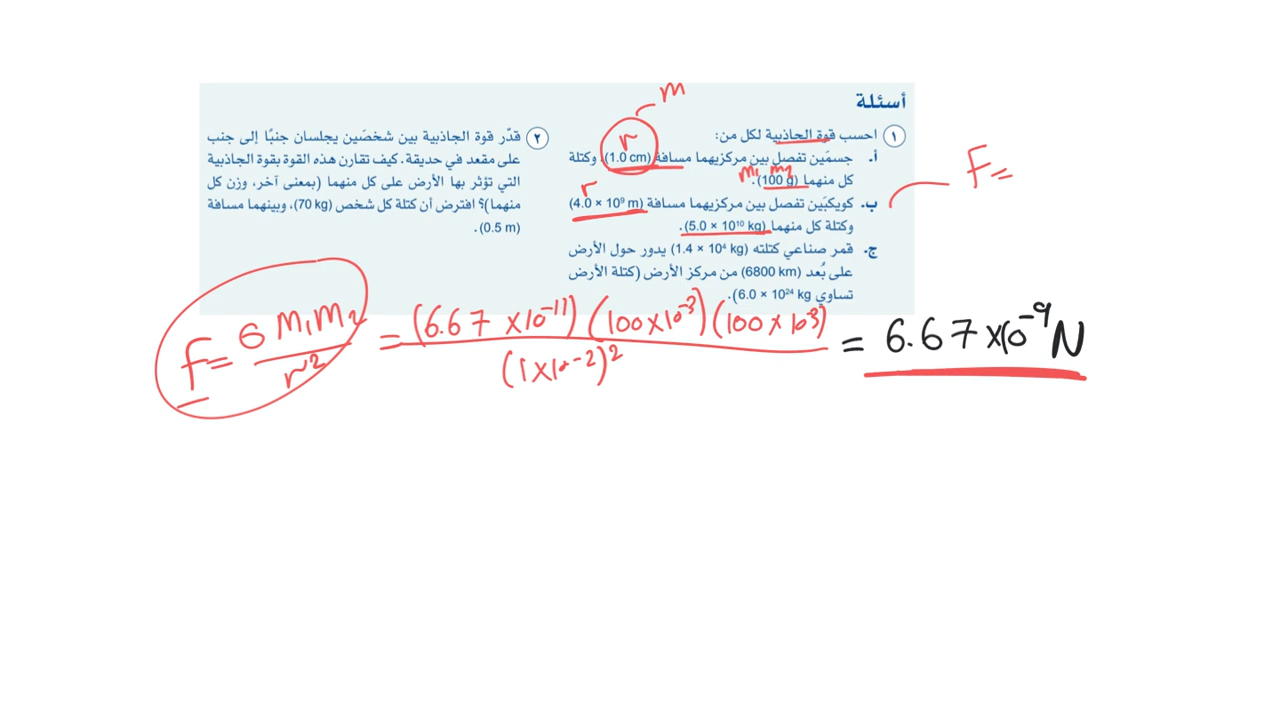 أسئلة
١ احسب قوة الجاذبية لكل من:
أ. جسمَين تفصل بين مركزيهما مسافة (1.0 cm) وكتلة
كل منهما (100 g).
ب. كويكبَين تفصل بين مركزيهما مسافة (4.0 × 10⁹ m)
وكتلة كل منهما (5.0 × 10¹⁰ kg).
ج. قمر صناعي كتلته (1.4 × 10⁴ kg) يدور حول الأرض
على بُعد (6800 km) من مركز الأرض (كتلة الأرض
تساوي 6.0 × 10²⁴ kg).
٢ قدّر قوة الجاذبية بين شخصَين يجلسان جنبًا إلى جنب
على مقعد في حديقة. كيف تقارن هذه القوة بقوة الجاذبية
التي تؤثر بها الأرض على كل منهما (بمعنى آخر، وزن كل
منهما)؟ افترض أن كتلة كل شخص (70 kg)، وبينهما مسافة
(0.5 m).
m
r
m₁ m₂
r
F=
F= G m₁m₂ / r² = (6.67 ×10⁻¹¹) (100×10⁻³) (100 × 10⁻³) / (1×10⁻²)² = 6.67 ×10⁻⁹ N